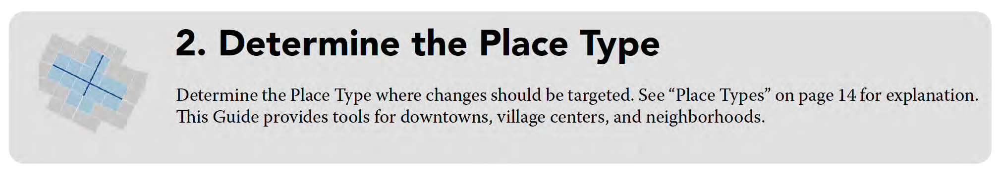 2. Determine the Place Type
Determine the Place Type where changes should be targeted. See “Place Types” on page 14 for explanation.
This Guide provides tools for downtowns, village centers, and neighborhoods.